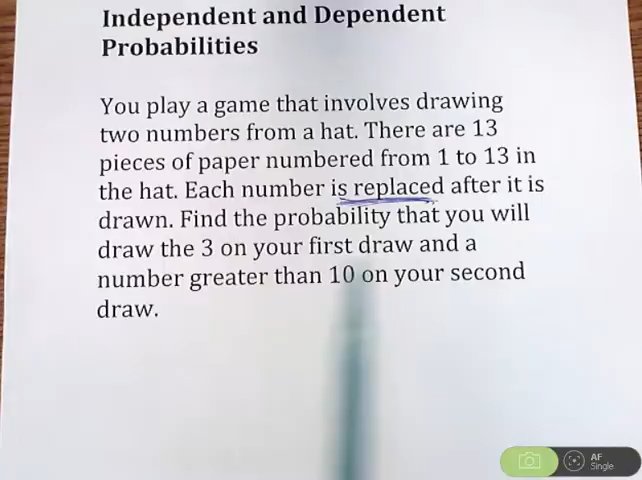 Independent and Dependent
Probabilities
You play a game that involves drawing
two numbers from a hat. There are 13
pieces of paper numbered from 1 to 13 in
the hat. Each number is replaced after it is
drawn. Find the probability that you will
draw the 3 on your first draw and a
number greater than 10 on your second
draw.
AF
Single